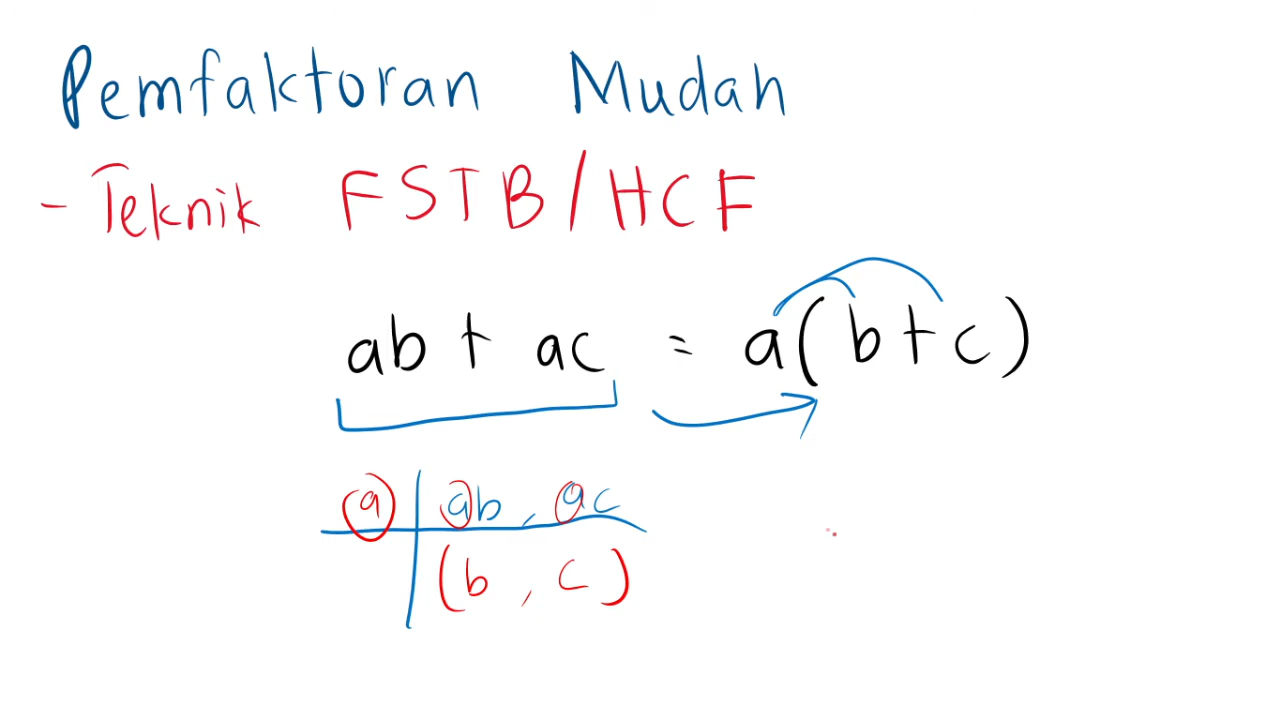 Pemfaktoran Mudah
- Teknik FSTB/HCF
ab + ac = a(b+c)
a | ab, ac
(b, c)